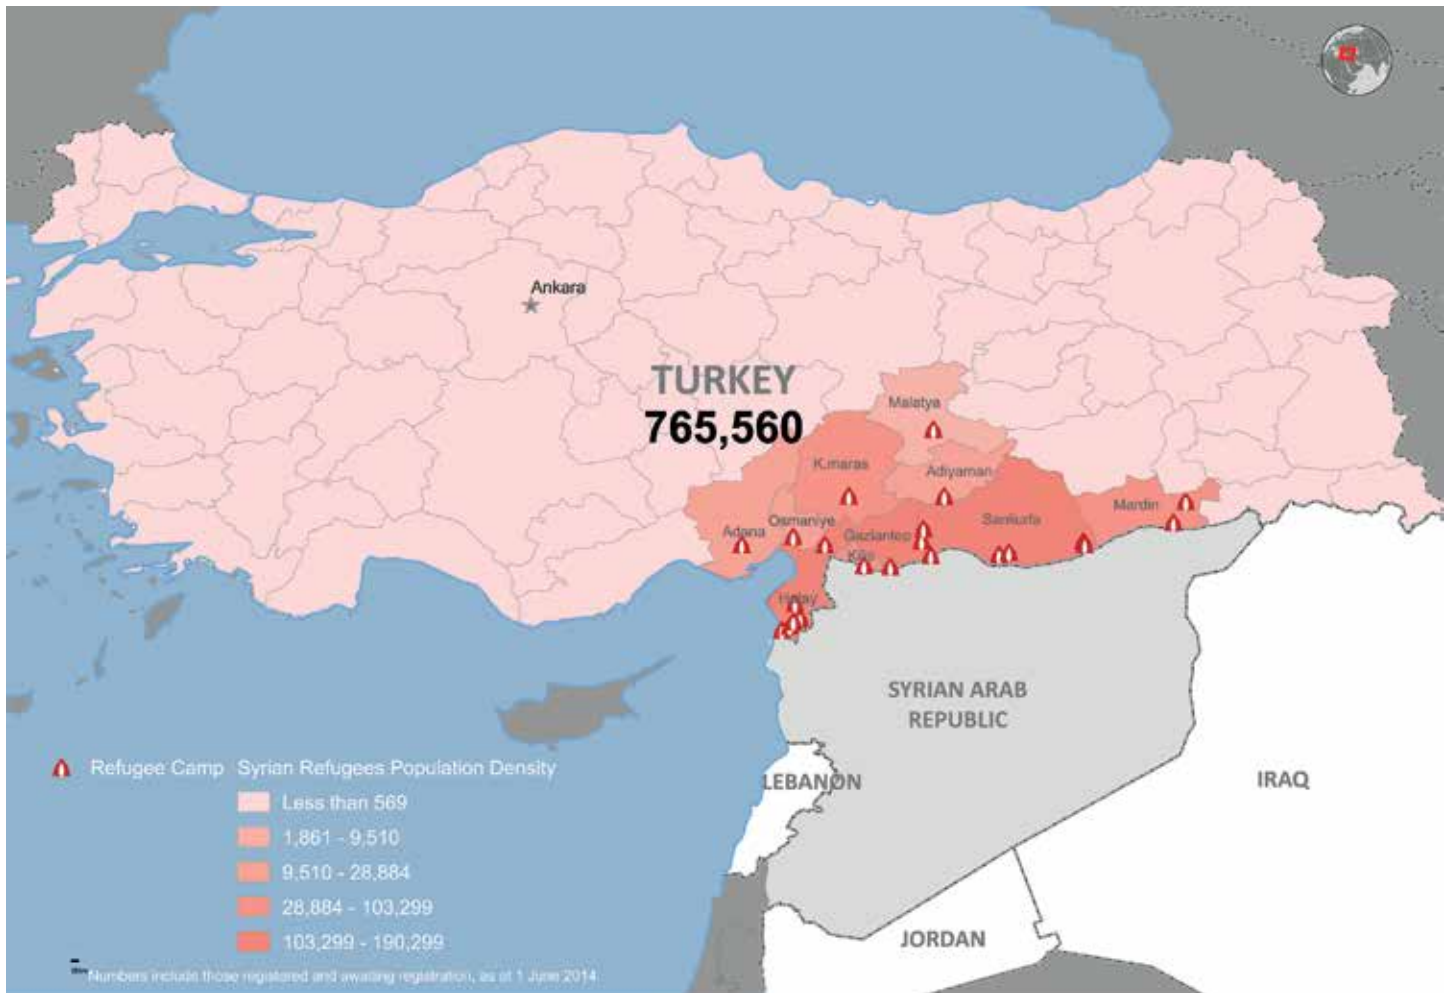 Ankara
TURKEY
765,560
Malatya
K.maras
Adiyaman
Mardin
Sanliurfa
Osmaniye
Adana
Gaziantep
Kilis
Hatay
SYRIAN ARAB
REPUBLIC
LEBANON
IRAQ
JORDAN
Refugee Camp Syrian Refugees Population Density
Less than 569
1,861 - 9,510
9,510 - 28,884
28,884 - 103,299
103,299 - 190,299
Numbers include those registered and awaiting registration, as of 1 June 2014